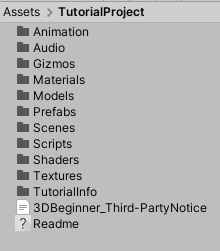 Assets > TutorialProject
Animation
Audio
Gizmos
Materials
Models
Prefabs
Scenes
Scripts
Shaders
Textures
TutorialInfo
3DBeginner_Third-PartyNotice
? Readme